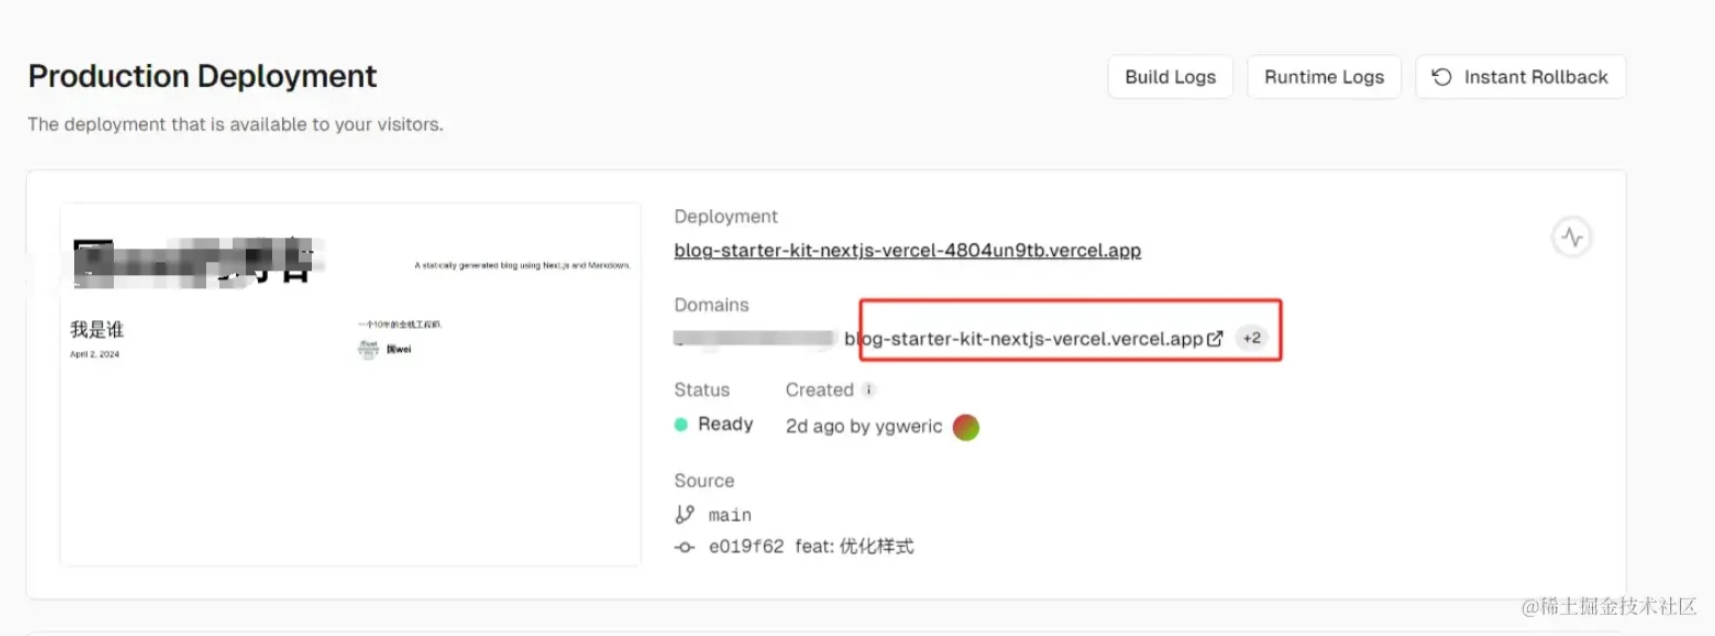 Production Deployment
Build Logs
Runtime Logs
Instant Rollback
The deployment that is available to your visitors.
A statically generated blog using Next.js and Markdown.
我是谁
April 2, 2024
一个10年的全栈工程师.
国wei
Deployment
blog-starter-kit-nextjs-vercel-4804un9tb.vercel.app
Domains
blog-starter-kit-nextjs-vercel.vercel.app +2
Status
Created
Ready
2d ago by ygweric
Source
main
e019f62 feat: 优化样式
@稀土掘金技术社区